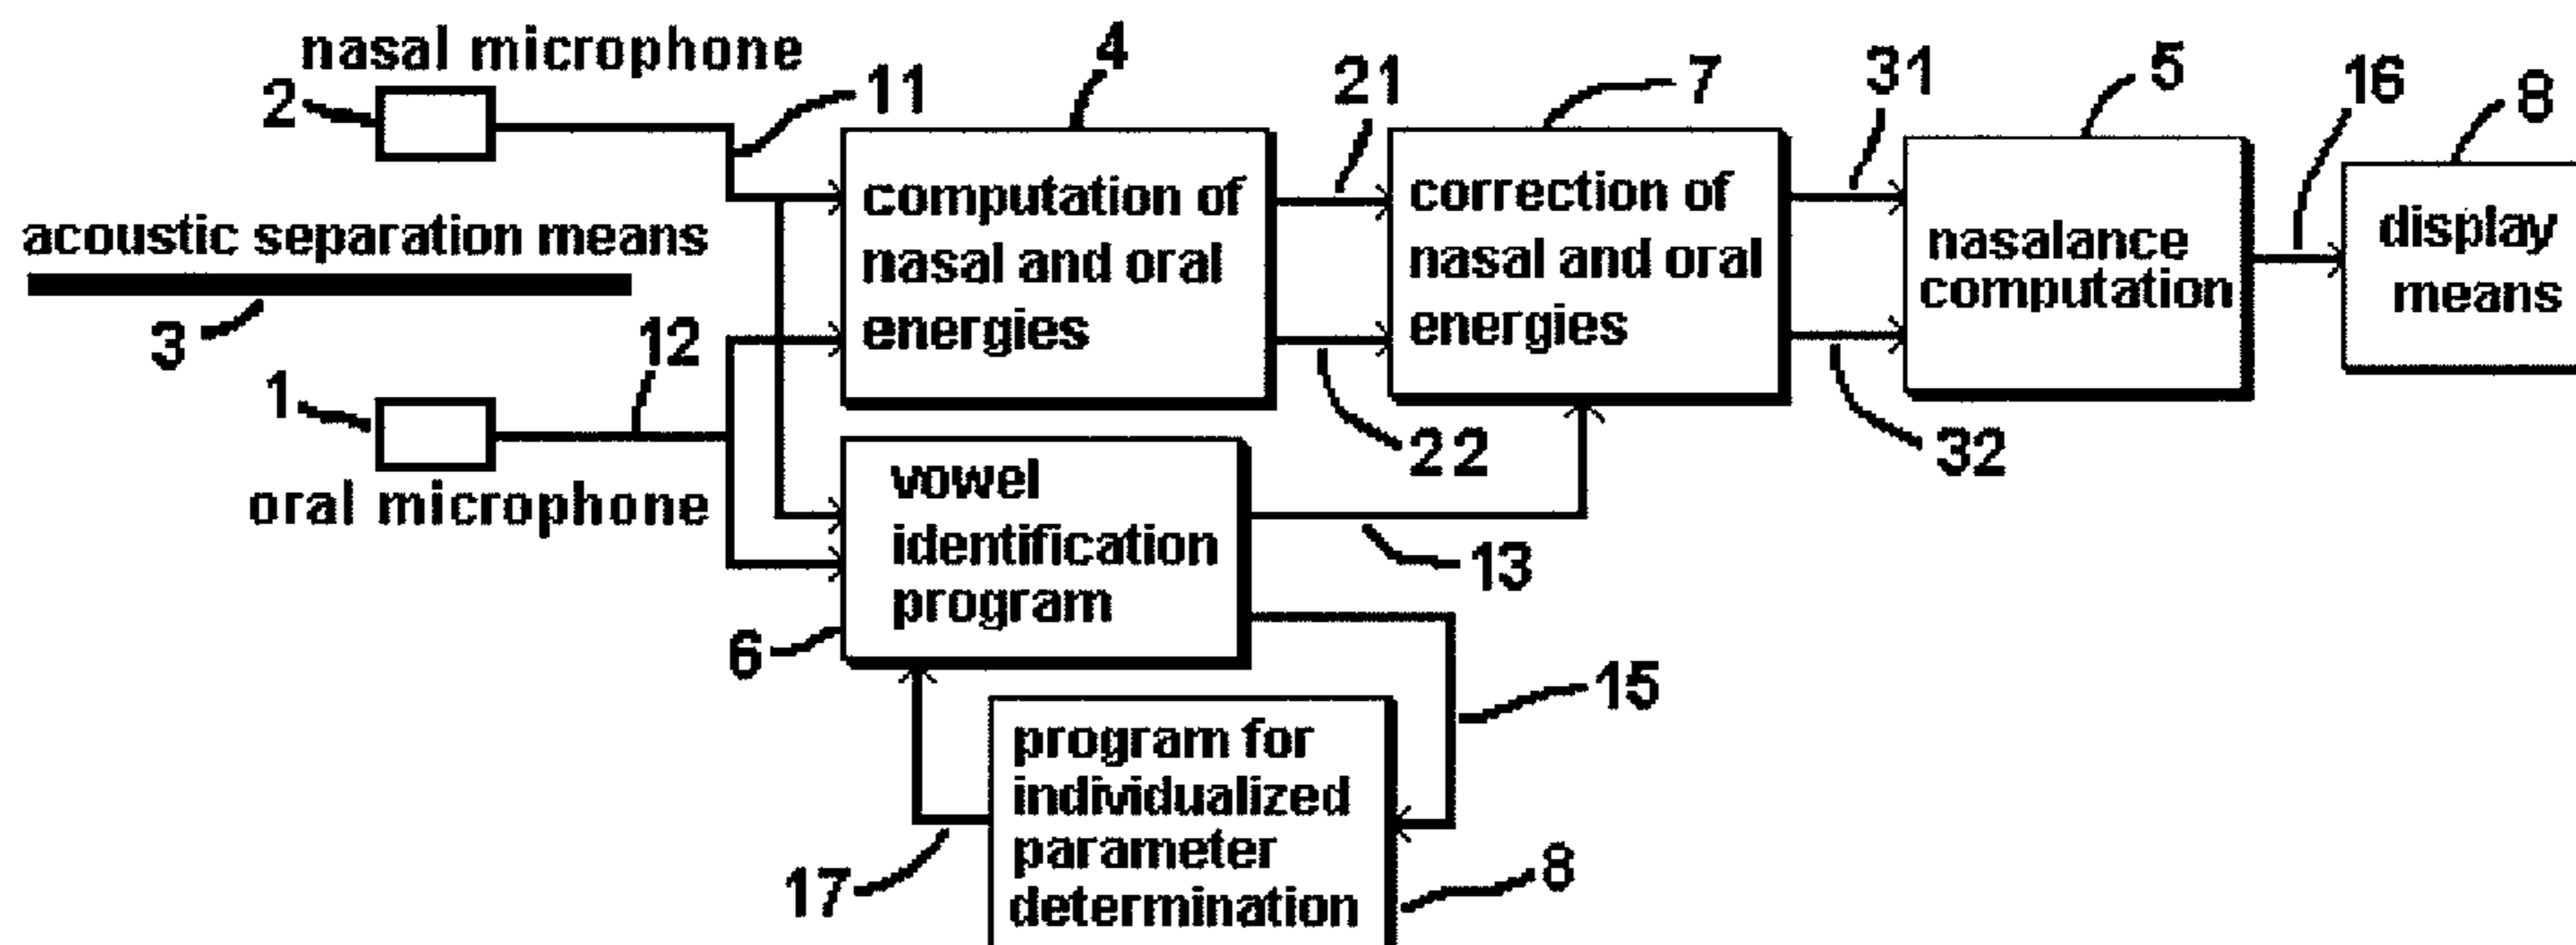 nasal microphone
2
11
4
21
7
31
5
16
8
acoustic separation means
3
12
1
oral microphone
computation of
nasal and oral
energies
correction of
nasal and oral
energies
nasalance
computation
display
means
22
32
vowel
identification
program
6
13
15
program for
individualized
parameter
determination
17
8